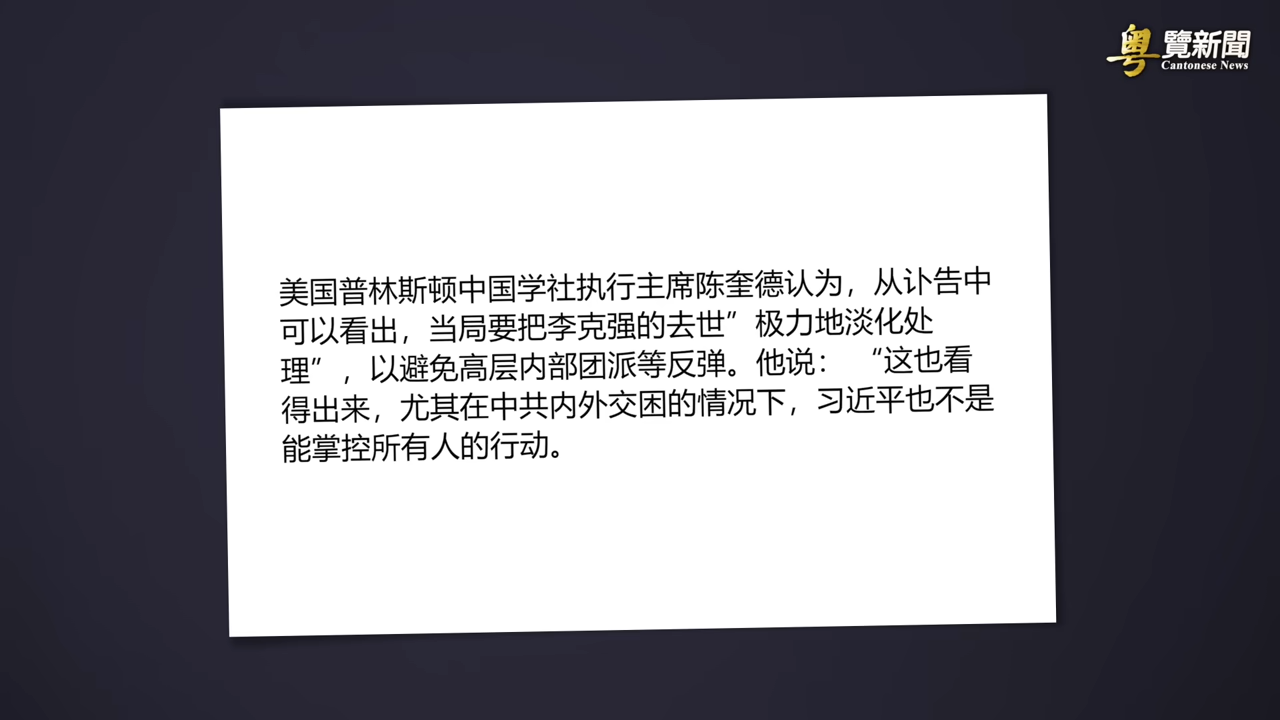 粤覽新聞
Cantonese News
美国普林斯顿中国学社执行主席陈奎德认为，从讣告中
可以看出，当局要把李克强的去世”极力地淡化处
理”，以避免高层内部团派等反弹。他说： “这也看
得出来，尤其在中共内外交困的情况下，习近平也不是
能掌控所有人的行动。